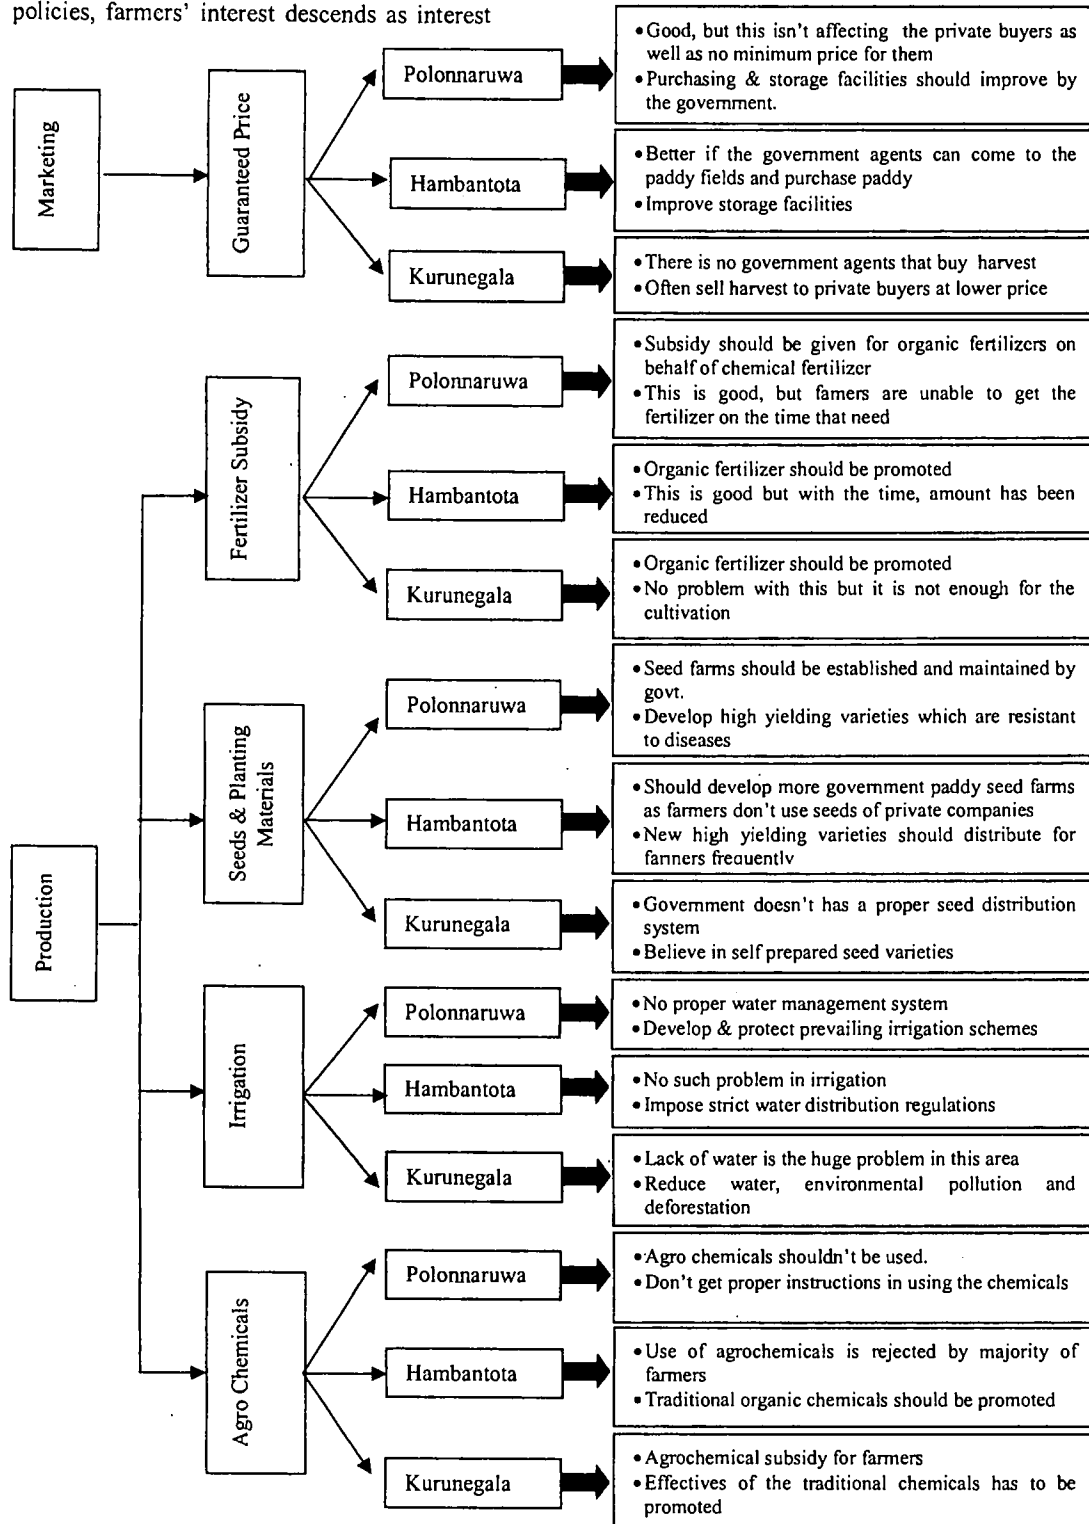 policies, farmers' interest descends as interest
Marketing
Guaranteed Price
Polonnaruwa
• Good, but this isn't affecting the private buyers as
well as no minimum price for them
• Purchasing & storage facilities should improve by
the government.
Hambantota
• Better if the government agents can come to the
paddy fields and purchase paddy
• Improve storage facilities
Kurunegala
• There is no government agents that buy harvest
• Often sell harvest to private buyers at lower price
Production
Fertilizer Subsidy
Polonnaruwa
• Subsidy should be given for organic fertilizers on
behalf of chemical fertilizer
• This is good, but famers are unable to get the
fertilizer on the time that need
Hambantota
• Organic fertilizer should be promoted
• This is good but with the time, amount has been
reduced
Kurunegala
• Organic fertilizer should be promoted
• No problem with this but it is not enough for the
cultivation
Seeds & Planting
Materials
Polonnaruwa
• Seed farms should be established and maintained by
govt.
• Develop high yielding varieties which are resistant
to diseases
Hambantota
• Should develop more government paddy seed farms
as farmers don't use seeds of private companies
• New high yielding varieties should distribute for
fanners frequently
Kurunegala
• Government doesn't has a proper seed distribution
system
• Believe in self prepared seed varieties
Irrigation
Polonnaruwa
• No proper water management system
• Develop & protect prevailing irrigation schemes
Hambantota
• No such problem in irrigation
• Impose strict water distribution regulations
Kurunegala
• Lack of water is the huge problem in this area
• Reduce water, environmental pollution and
deforestation
Agro Chemicals
Polonnaruwa
• Agro chemicals shouldn't be used.
• Don't get proper instructions in using the chemicals
Hambantota
• Use of agrochemicals is rejected by majority of
farmers
• Traditional organic chemicals should be promoted
Kurunegala
• Agrochemical subsidy for farmers
• Effectives of the traditional chemicals has to be
promoted